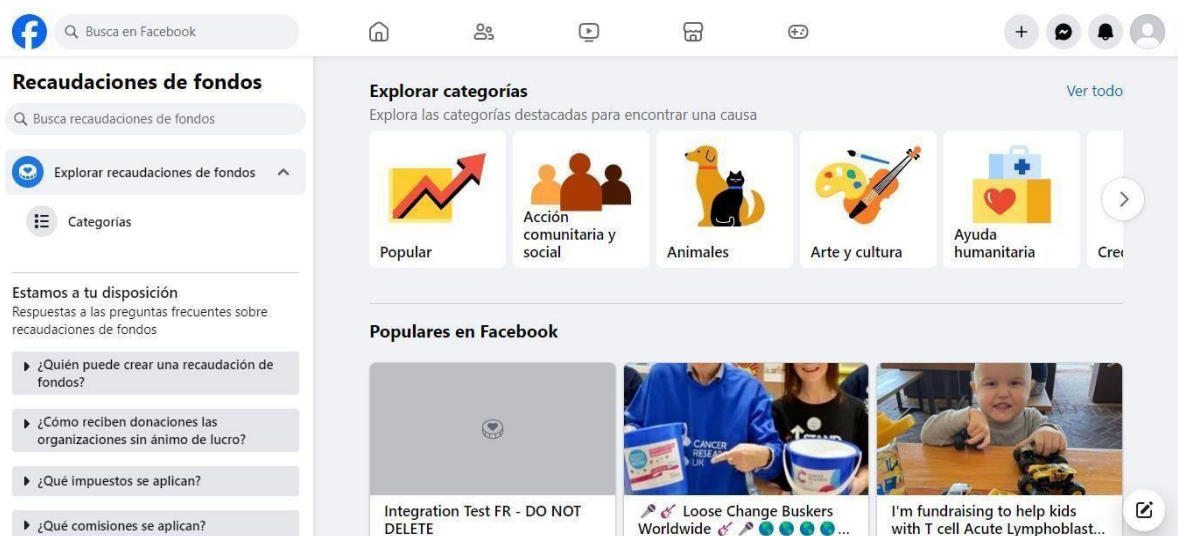 Busca en Facebook
Recaudaciones de fondos
Busca recaudaciones de fondos
Explorar recaudaciones de fondos
Categorías
Estamos a tu disposición
Respuestas a las preguntas frecuentes sobre
recaudaciones de fondos
¿Quién puede crear una recaudación de
fondos?
¿Cómo reciben donaciones las
organizaciones sin ánimo de lucro?
¿Qué impuestos se aplican?
¿Qué comisiones se aplican?
Explorar categorías
Ver todo
Explora las categorías destacadas para encontrar una causa
Popular
Acción
comunitaria y
social
Animales
Arte y cultura
Ayuda
humanitaria
Cre
Populares en Facebook
Integration Test FR - DO NOT
DELETE
CANCER
RESEARCH
UK
🎤 🎸 Loose Change Buskers
Worldwide 🎸 🎤 🌎 🌎 🌎 🌎 ...
I'm fundraising to help kids
with T cell Acute Lymphoblast...